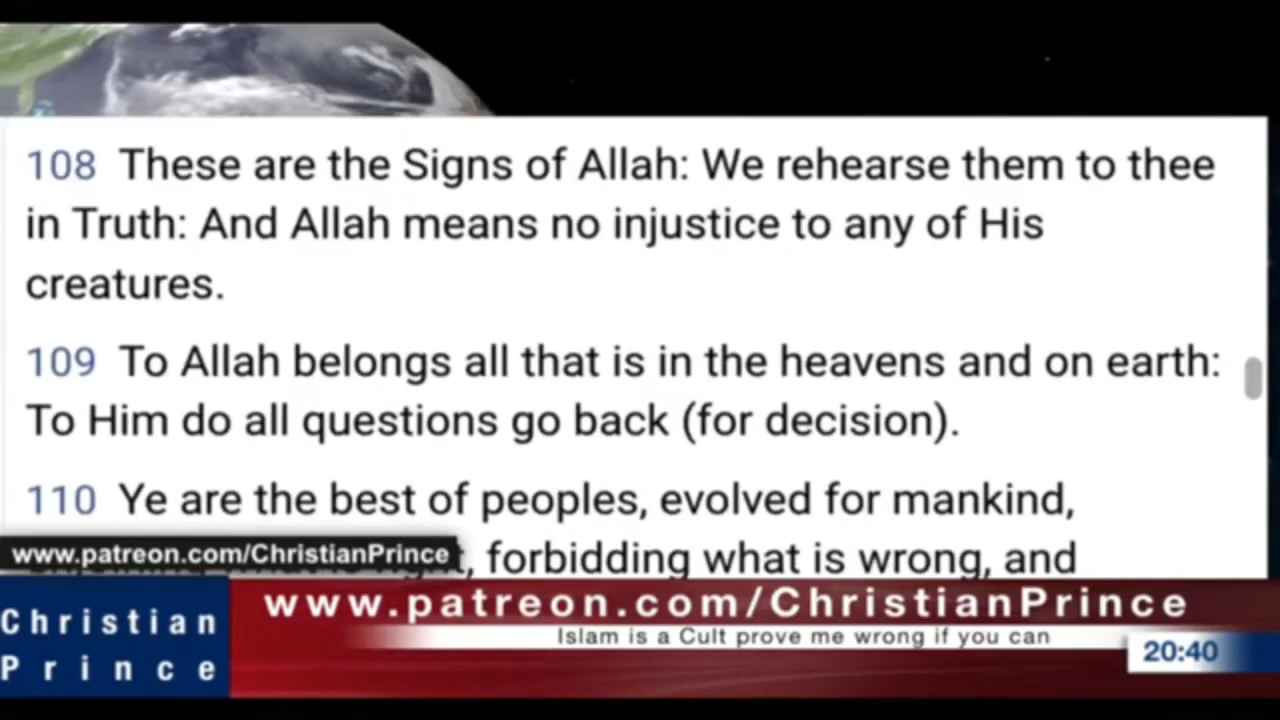 108 These are the Signs of Allah: We rehearse them to thee
in Truth: And Allah means no injustice to any of His
creatures.
109 To Allah belongs all that is in the heavens and on earth:
To Him do all questions go back (for decision).
110 Ye are the best of peoples, evolved for mankind,
forbidding what is wrong, and
www.patreon.com/ChristianPrince
Christian
Prince
www.patreon.com/ChristianPrince
Islam is a Cult prove me wrong if you can
20:40